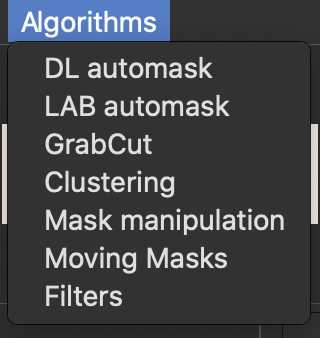 Algorithms
DL automask
LAB automask
GrabCut
Clustering
Mask manipulation
Moving Masks
Filters